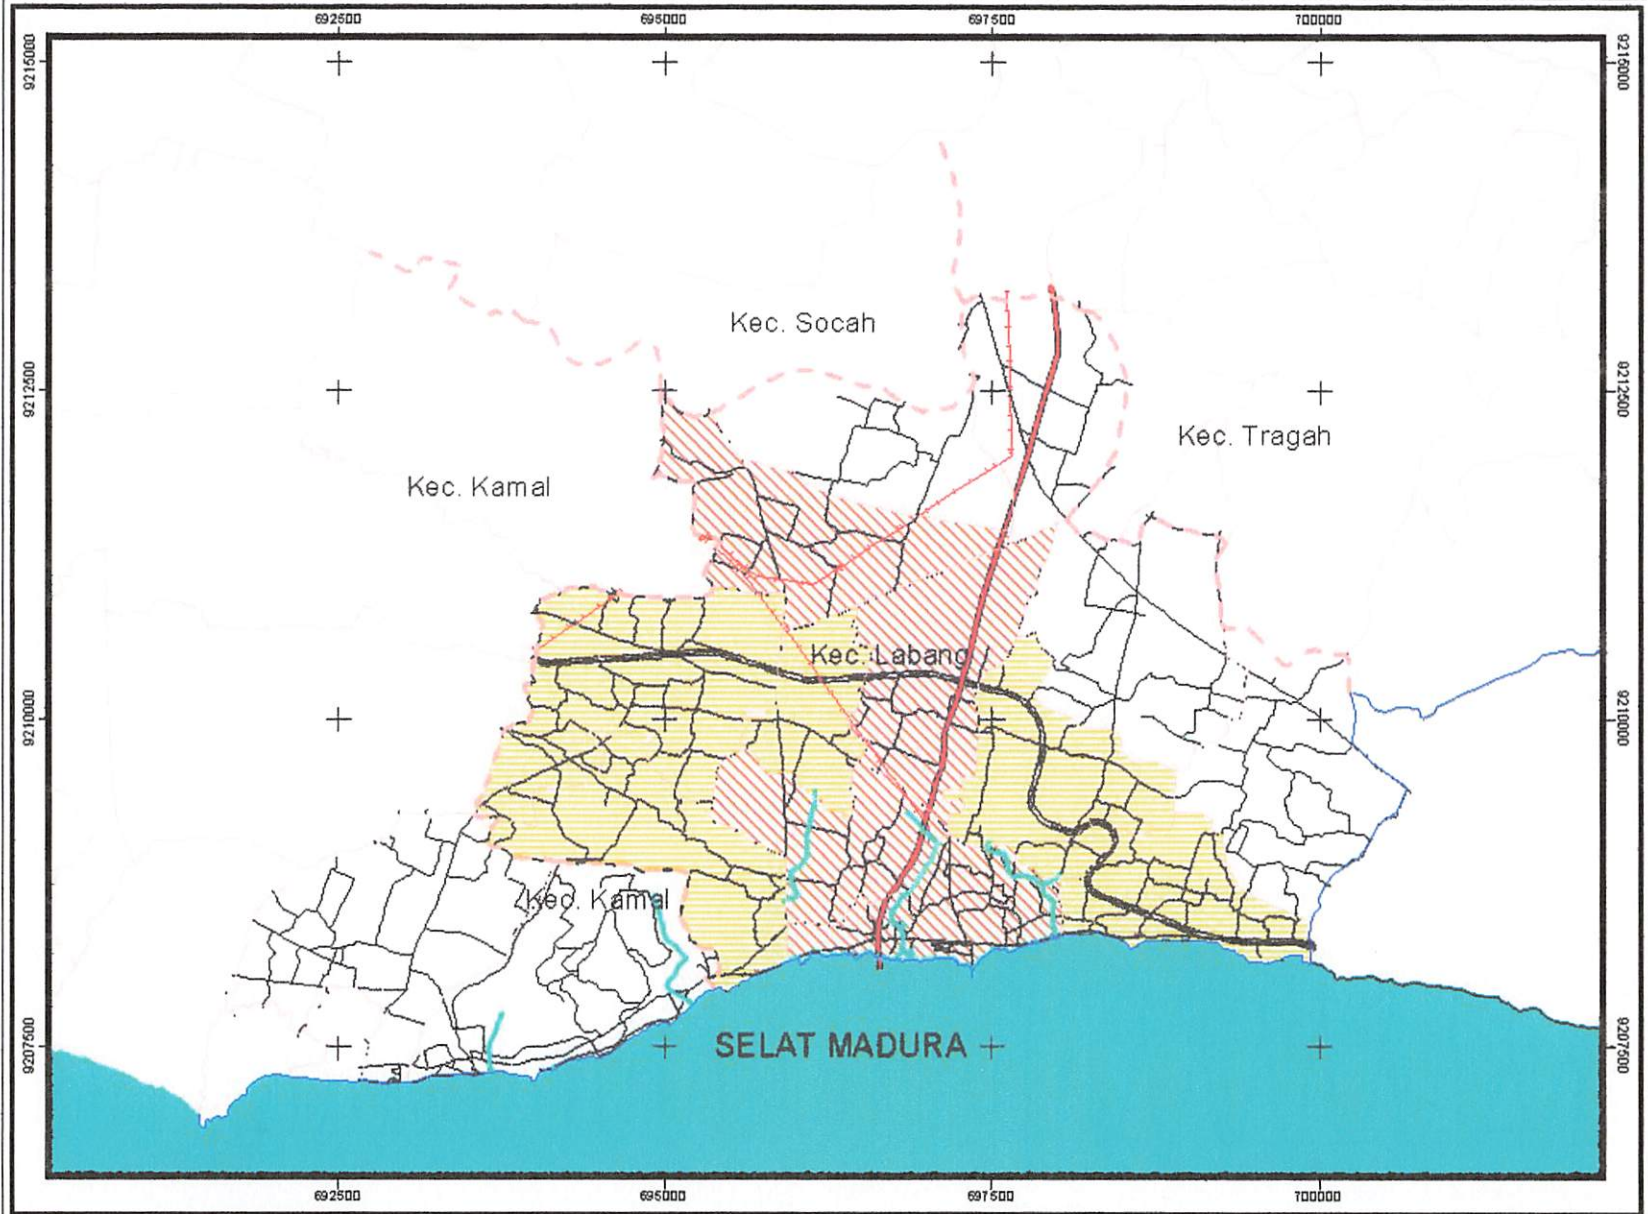 692500 695000 697500 700000
9215000 9215000
Kec. Socah
9212500 9212500
Kec. Tragah
Kec. Kamal
Kec. Labang
9210000 9210000
Kec. Kamal
SELAT MADURA
9207500 9207500
692500 695000 697500 700000